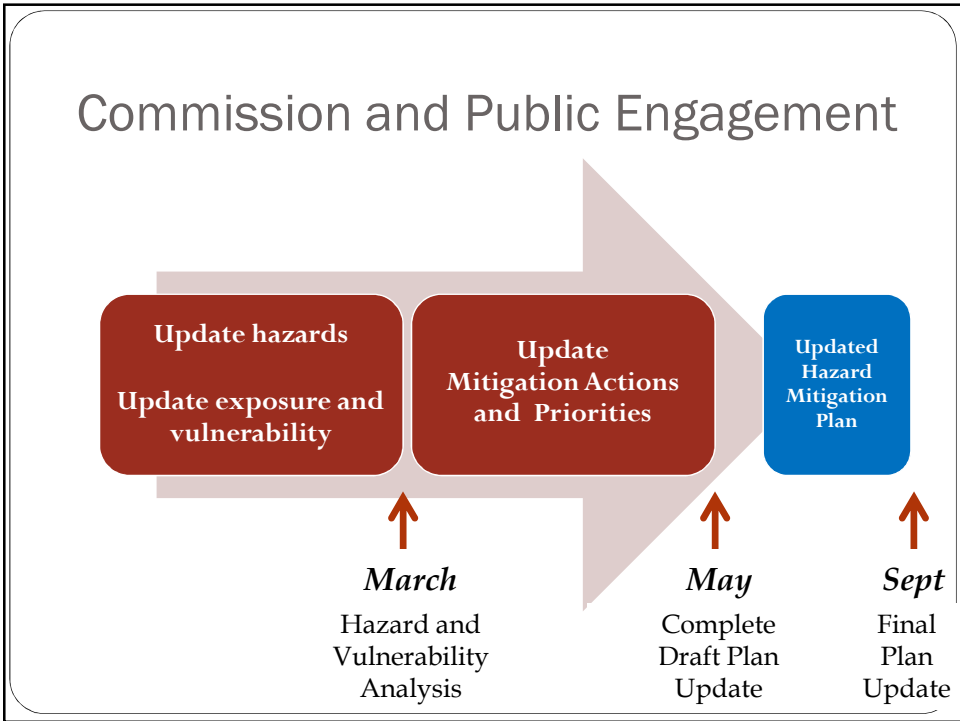 Commission and Public Engagement
Update hazards
Update exposure and
vulnerability
Update
Mitigation Actions
and Priorities
Updated
Hazard
Mitigation
Plan
March
Hazard and
Vulnerability
Analysis
May
Complete
Draft Plan
Update
Sept
Final
Plan
Update